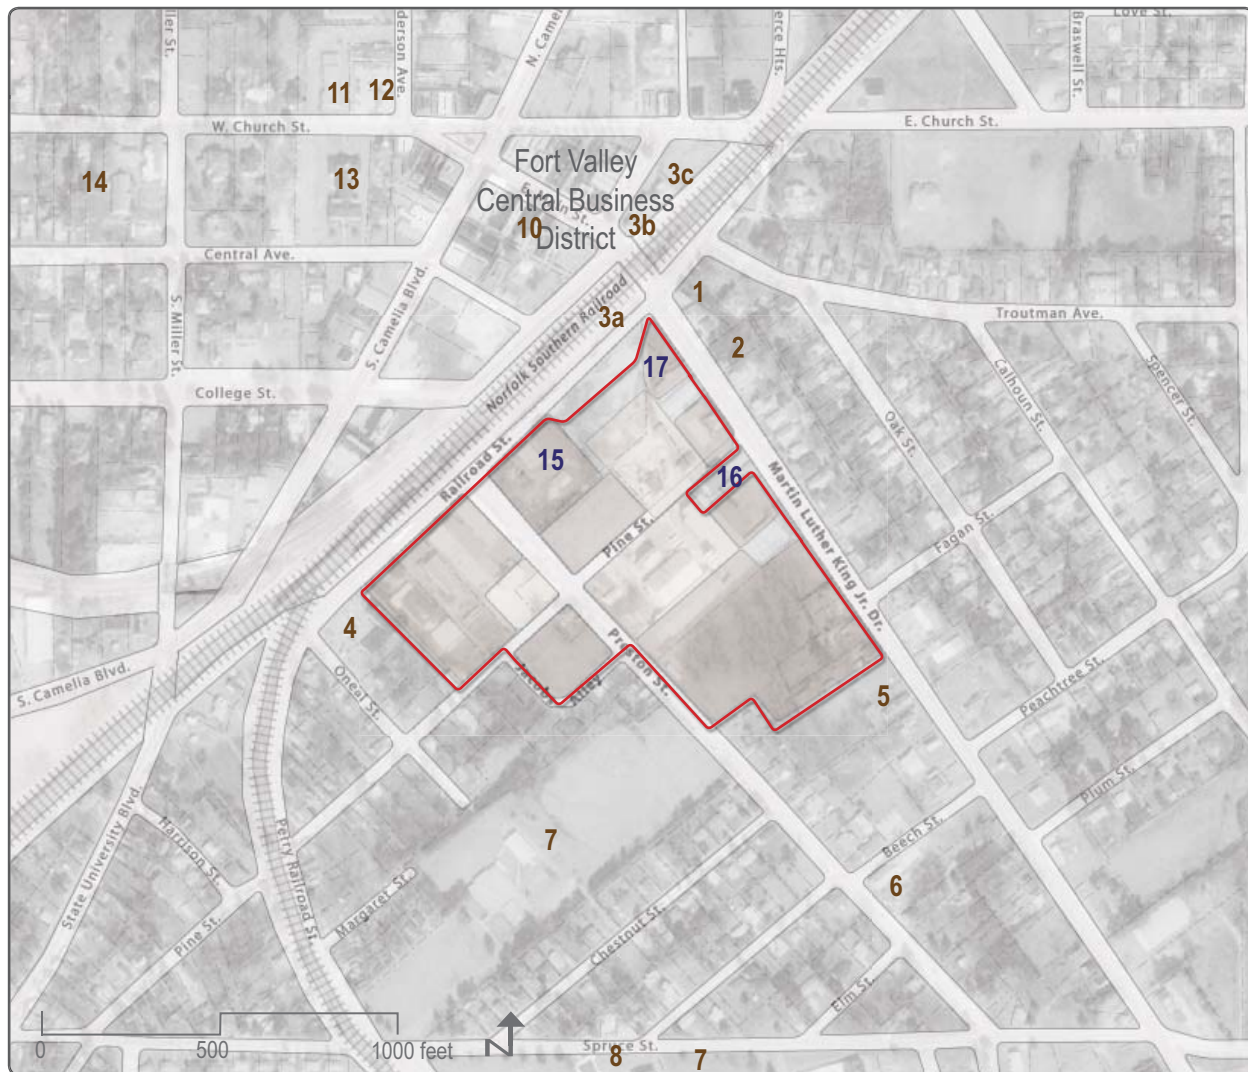 ler St.
derson Ave.
N. Camel
erce Hts.
Braswell St.
Love St.
11
12
W. Church St.
E. Church St.
14
13
Fort Valley
Central Business
District
3c
10
3b
Central Ave.
1
S. Miller St.
S. Camelia Blvd.
Norfolk Southern Railroad
3a
Troutman Ave.
2
17
Calhoun St.
Spencer St.
College St.
Oak St.
Railroad St.
15
16
Martin Luther King Jr. Dr.
Pine St.
Fagan St.
4
Oneal St.
Jacobs
Kiley
Preston St.
5
Peachtree St.
S. Camelia Blvd.
Plum St.
State University Blvd.
Harrison St.
Petty Railroad St.
7
Beech St.
6
Margaret St.
Pine St.
Chestnut St.
Elm St.
0
500
1000 feet
N
Spruce St.
8
7